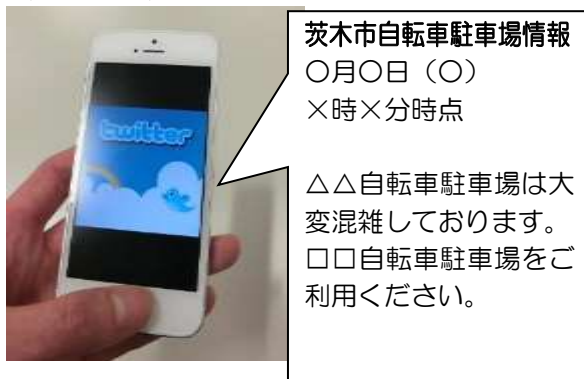 twitter
茨木市自転車駐車場情報
〇月〇日（〇）
×時×分時点
△△自転車駐車場は大
変混雑しております。
□□自転車駐車場をご
利用ください。